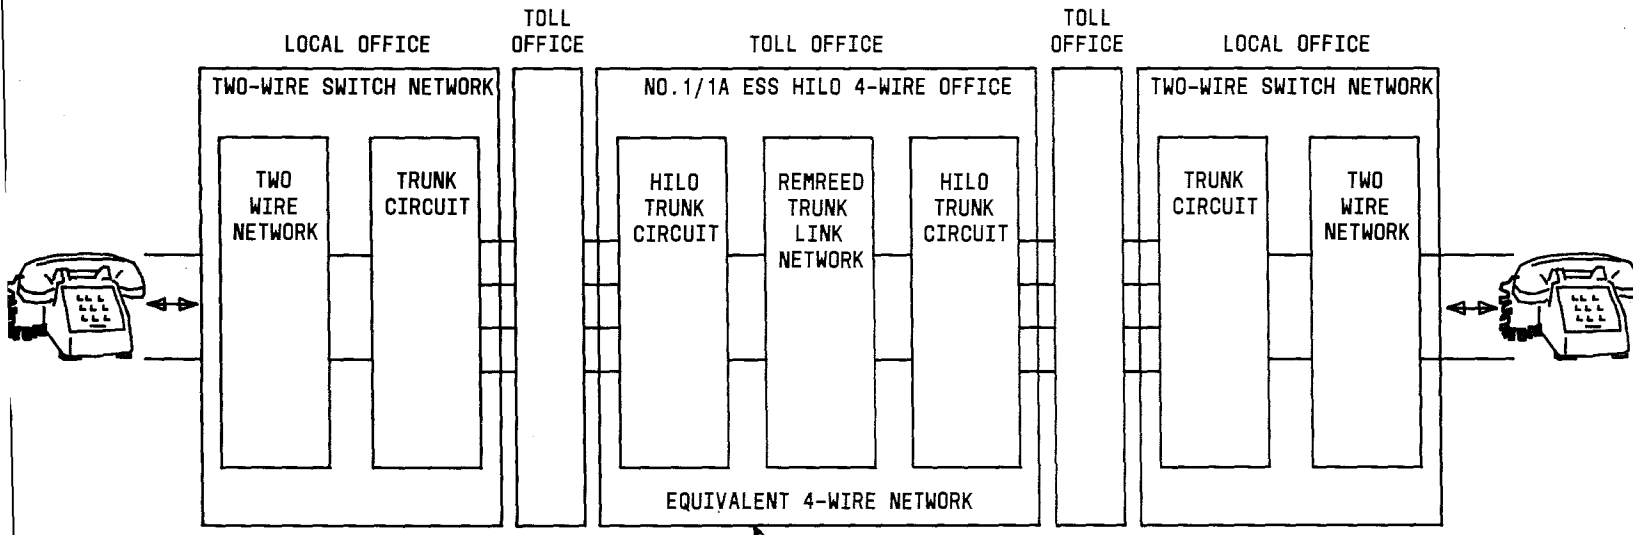 LOCAL OFFICE
TOLL
OFFICE
TOLL OFFICE
TOLL
OFFICE
LOCAL OFFICE
TWO-WIRE SWITCH NETWORK
NO.1/1A ESS HILO 4-WIRE OFFICE
TWO-WIRE SWITCH NETWORK
TWO
WIRE
NETWORK
TRUNK
CIRCUIT
HILO
TRUNK
CIRCUIT
REMREED
TRUNK
LINK
NETWORK
HILO
TRUNK
CIRCUIT
TRUNK
CIRCUIT
TWO
WIRE
NETWORK
EQUIVALENT 4-WIRE NETWORK